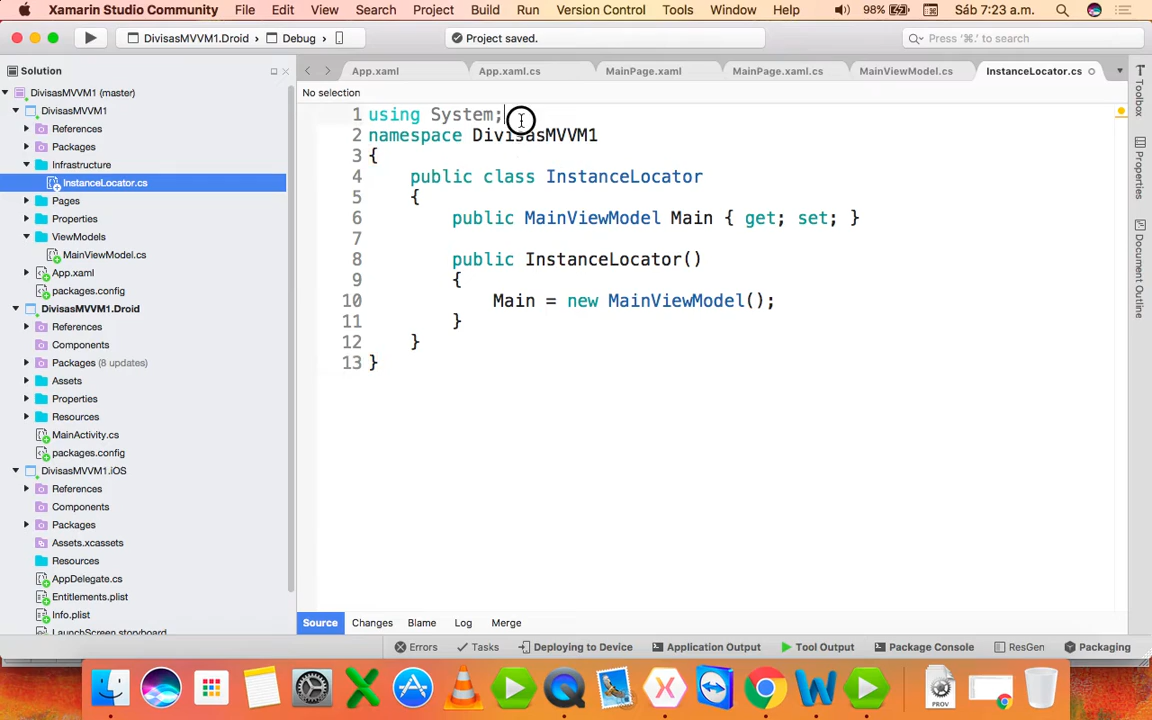 Xamarin Studio Community File Edit View Search Project Build Run Version Control Tools Window Help 98% Sáb 7:23 a.m.
DivisasMVVM1.Droid > Debug > Project saved. Press '⌘.' to search
Solution
App.xaml App.xaml.cs MainPage.xaml MainPage.xaml.cs MainViewModel.cs InstanceLocator.cs
No selection
DivisasMVVM1 (master)
DivisasMVVM1
References
Packages
Infrastructure
InstanceLocator.cs
Pages
Properties
ViewModels
MainViewModel.cs
App.xaml
packages.config
DivisasMVVM1.Droid
References
Components
Packages (8 updates)
Assets
Properties
Resources
MainActivity.cs
packages.config
DivisasMVVM1.iOS
References
Components
Packages
Assets.xcassets
Resources
AppDelegate.cs
Entitlements.plist
Info.plist
LaunchScreen.storyboard
1 using System;
2 namespace DivisasMVVM1
3 {
4 public class InstanceLocator
5 {
6 public MainViewModel Main { get; set; }
7
8 public InstanceLocator()
9 {
10 Main = new MainViewModel();
11 }
12 }
13 }
Toolbox
Properties
Document Outline
Source Changes Blame Log Merge
Errors Tasks Deploying to Device Application Output Tool Output Package Console ResGen Packaging
PROV